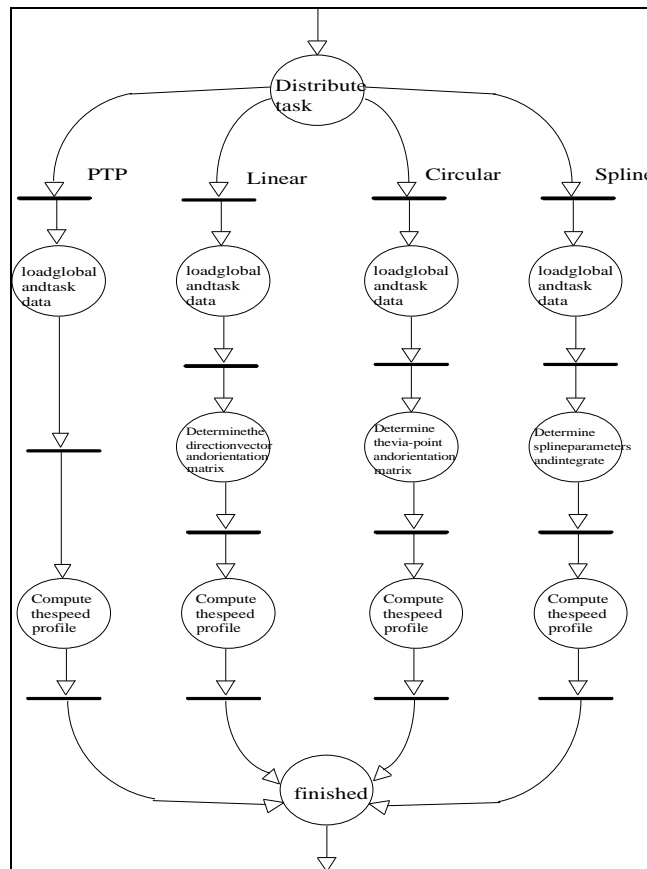 Distribute
task
PTP
Linear
Circular
Spline
loadglobal
andtask
data
loadglobal
andtask
data
loadglobal
andtask
data
loadglobal
andtask
data
Determinethe
directionvector
andorientation
matrix
Determine
thevia-point
andorientation
matrix
Determine
splineparameters
andintegrate
Compute
thespeed
profile
Compute
thespeed
profile
Compute
thespeed
profile
Compute
thespeed
profile
finished